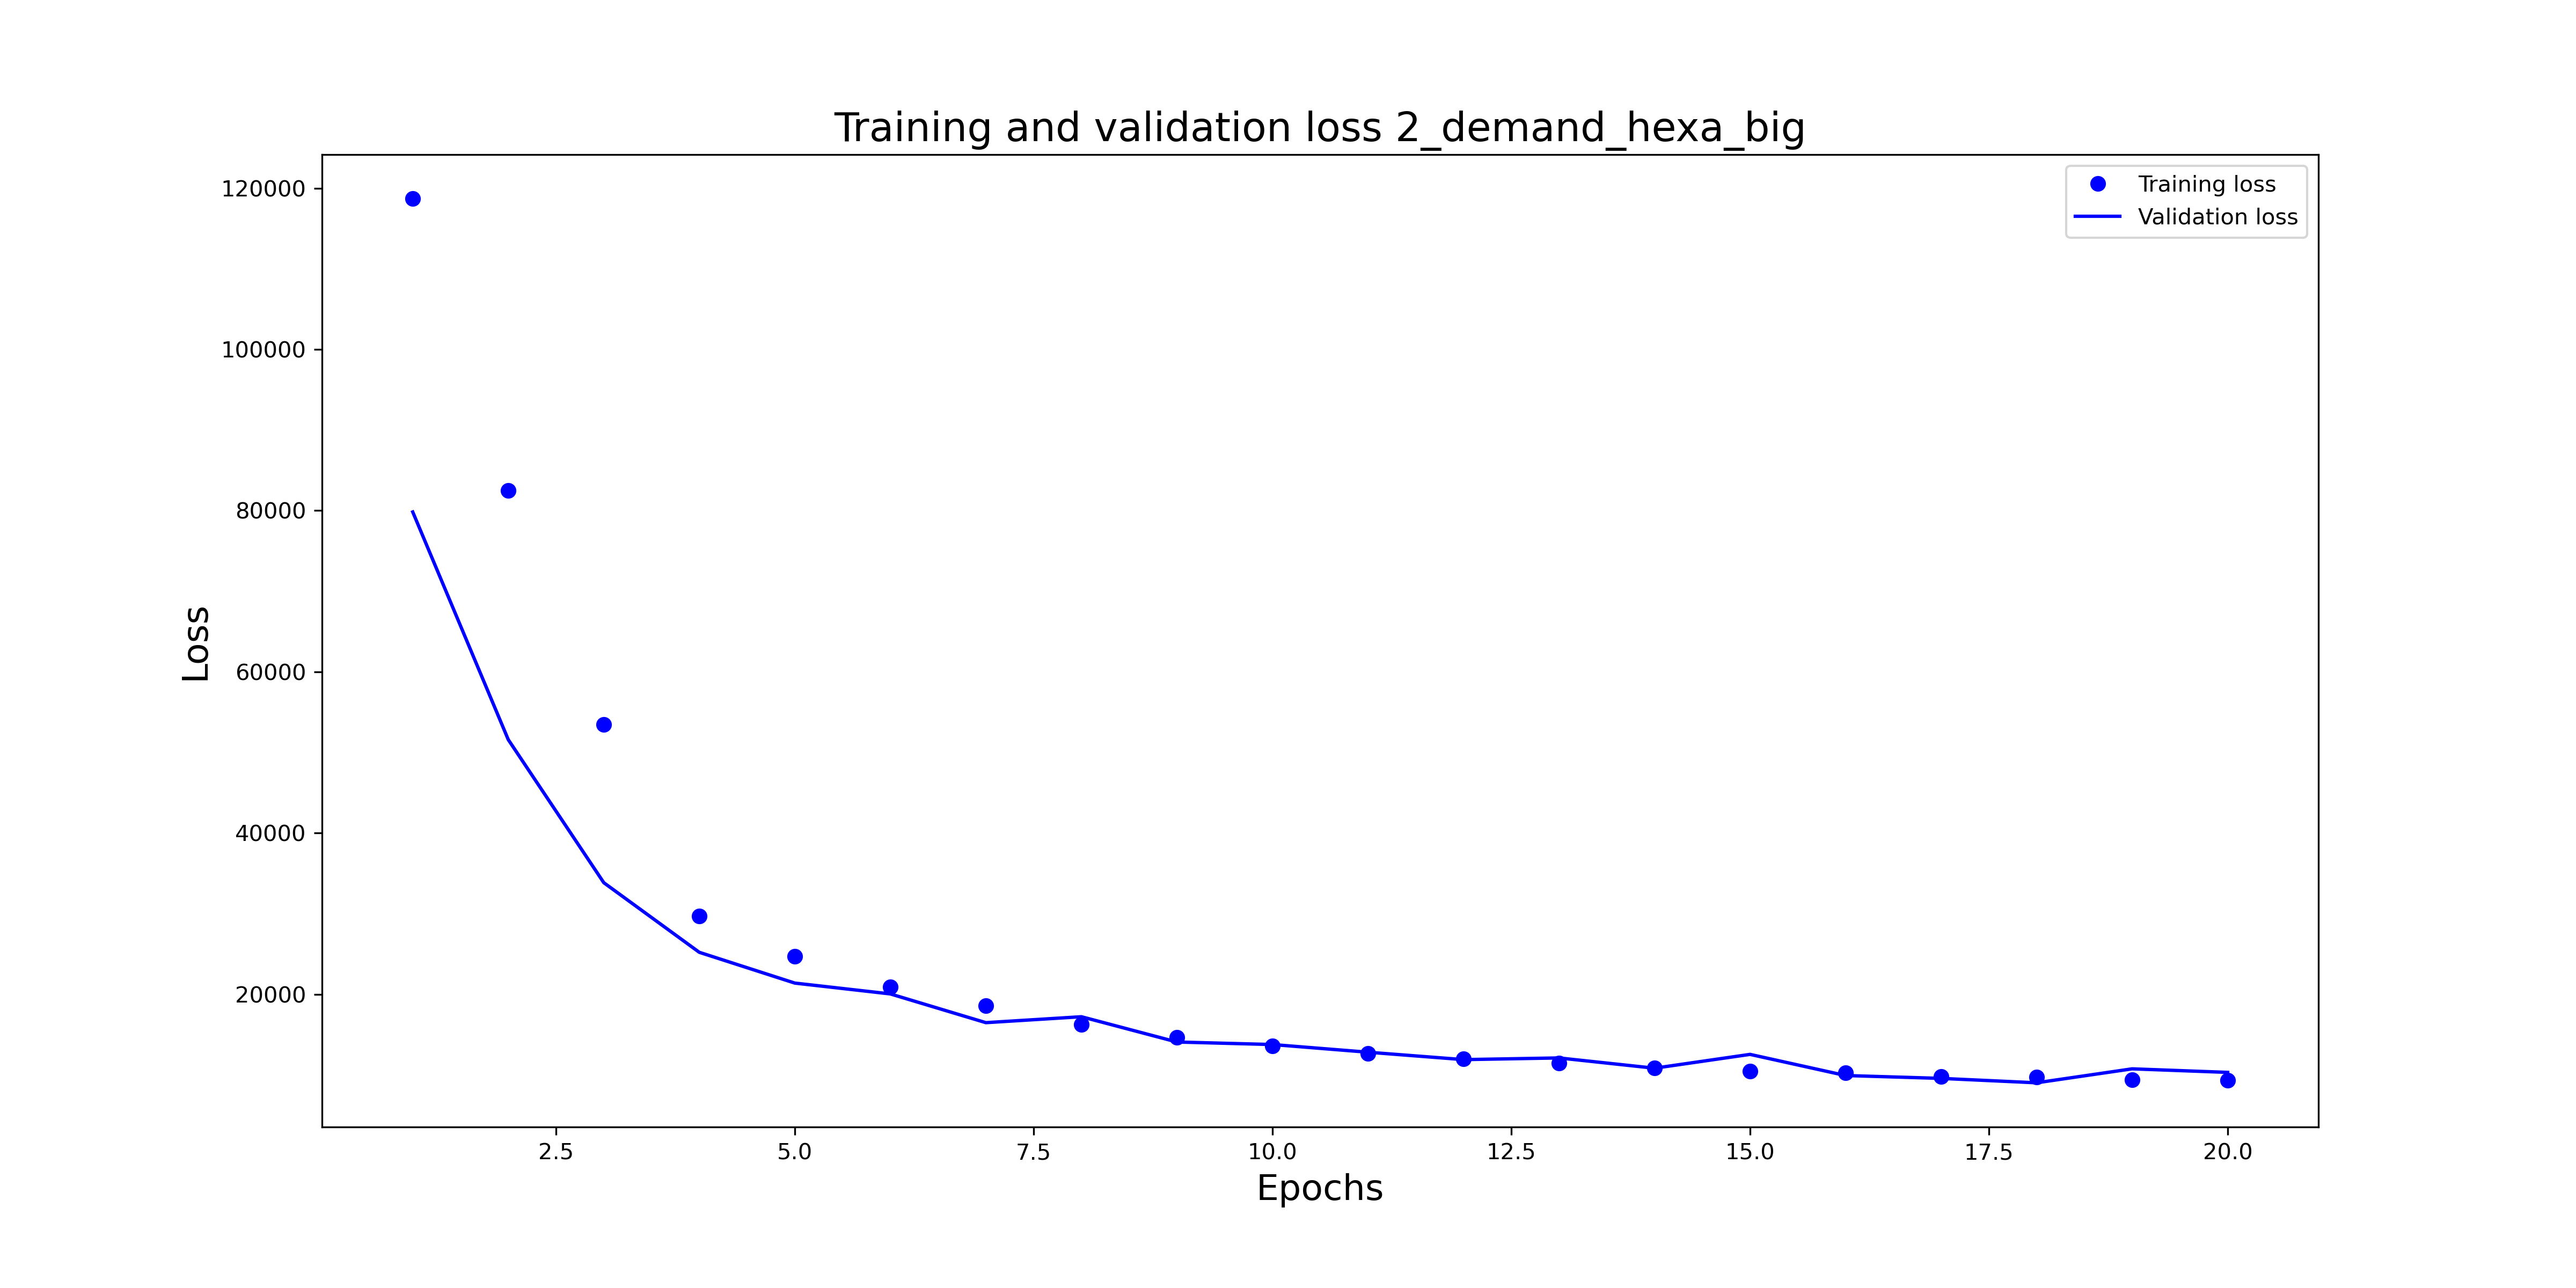 Training and validation loss 2_demand_hexa_big
Training loss
Validation loss
120000
100000
80000
60000
40000
20000
Loss
2.5 5.0 7.5 10.0 12.5 15.0 17.5 20.0
Epochs